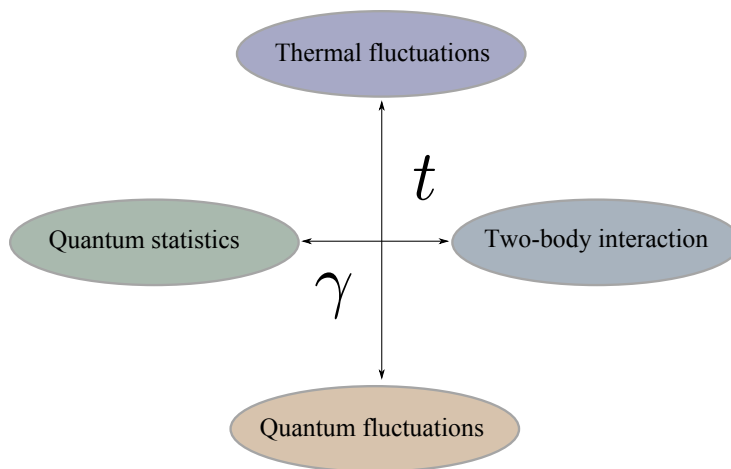 Thermal fluctuations
t
Quantum statistics
Two-body interaction
γ
Quantum fluctuations